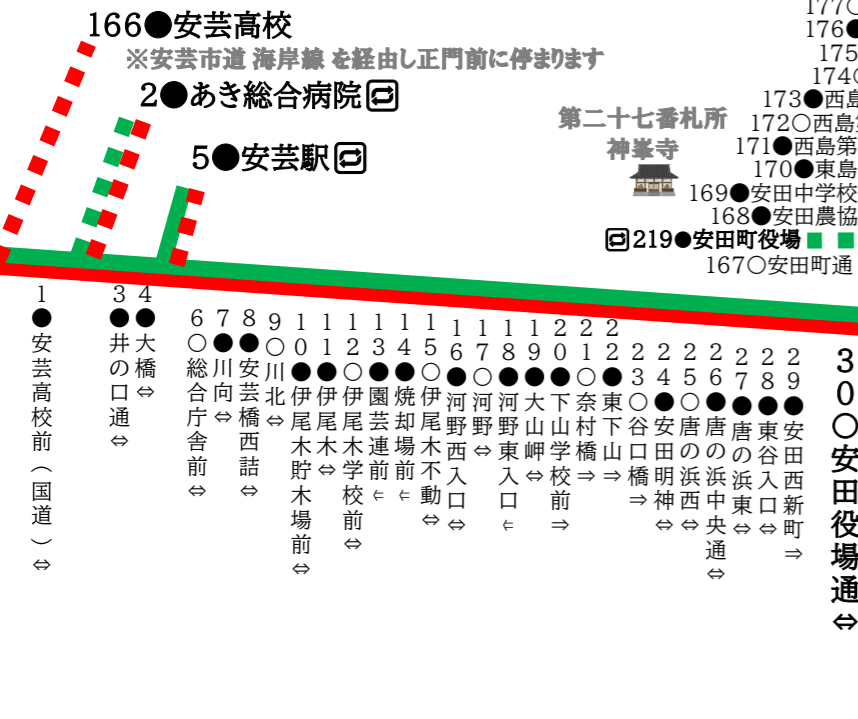 166●安芸高校
※安芸市道 海岸線 を経由し正門前に停まります
2●あき総合病院
5●安芸駅
第二十七番札所
神峯寺
177○
176●
175
174○
173●西島
172○西島
171●西島第
170●東島
169●安田中学校
168●安田農協
219●安田町役場
167○安田町通
1●安芸高校前（国道）⇔
3●井の口通⇔
4●大橋⇔
6○総合庁舎前⇔
7●川向⇔
8●安芸橋西詰⇔
9○川北⇔
10●伊尾木貯木場前⇔
11●伊尾木⇔
12○伊尾木学校前⇔
13●園芸連前⇐
14●焼却場前⇐
15○伊尾木不動⇔
16●河野西入口⇔
17○河野⇔
18●河野東入口⇐
19●大山岬⇔
20●下山学校前⇒
21○奈村橋⇒
22●東下山⇒
23○谷口橋⇒
24●安田明神⇔
25○唐の浜西⇔
26●唐の浜中央通⇔
27●唐の浜東⇔
28●東谷入口⇔
29●安田西新町⇒
30○安田役場通⇔